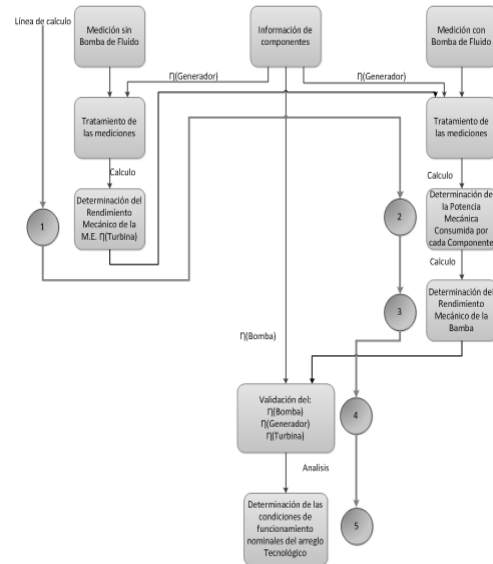 Línea de calculo
Medición sin
Bomba de Fluido
Información de
componentes
Medición con
Bomba de Fluido
Ƞ(Generador)
Ƞ(Generador)
Tratamiento de
las mediciones
Tratamiento de
las mediciones
Calculo
Calculo
Determinación del
Rendimiento
Mecánico de la
M.E. Ƞ(Turbina)
Determinación de
la Potencia
Mecánica
Consumida por
cada Componente
1
2
Calculo
Determinación del
Rendimiento
Mecánico de la
Bamba
3
Ƞ(Bomba)
Validación del:
Ƞ(Bomba)
Ƞ(Generador)
Ƞ(Turbina)
4
Analisis
Determinación de las
condiciones de
funcionamiento
nominales del arreglo
Tecnológico
5